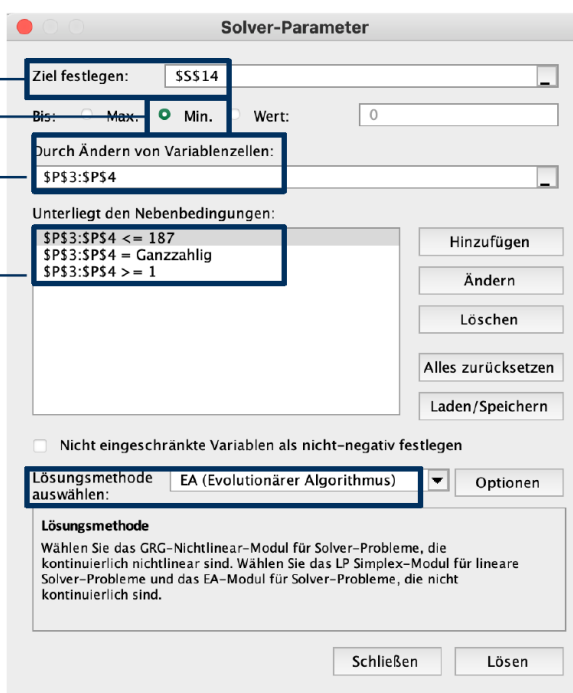 Solver-Parameter
Ziel festlegen: $S$14
Bis: Max. Min. Wert: 0
Durch Ändern von Variablenzellen:
$P$3:$P$4
Unterliegt den Nebenbedingungen:
$P$3:$P$4 <= 187
$P$3:$P$4 = Ganzzahlig
$P$3:$P$4 >= 1
Hinzufügen
Ändern
Löschen
Alles zurücksetzen
Laden/Speichern
Nicht eingeschränkte Variablen als nicht-negativ festlegen
Lösungsmethode
auswählen:
EA (Evolutionärer Algorithmus)
Optionen
Lösungsmethode
Wählen Sie das GRG-Nichtlinear-Modul für Solver-Probleme, die
kontinuierlich nichtlinear sind. Wählen Sie das LP Simplex-Modul für lineare
Solver-Probleme und das EA-Modul für Solver-Probleme, die nicht
kontinuierlich sind.
Schließen
Lösen